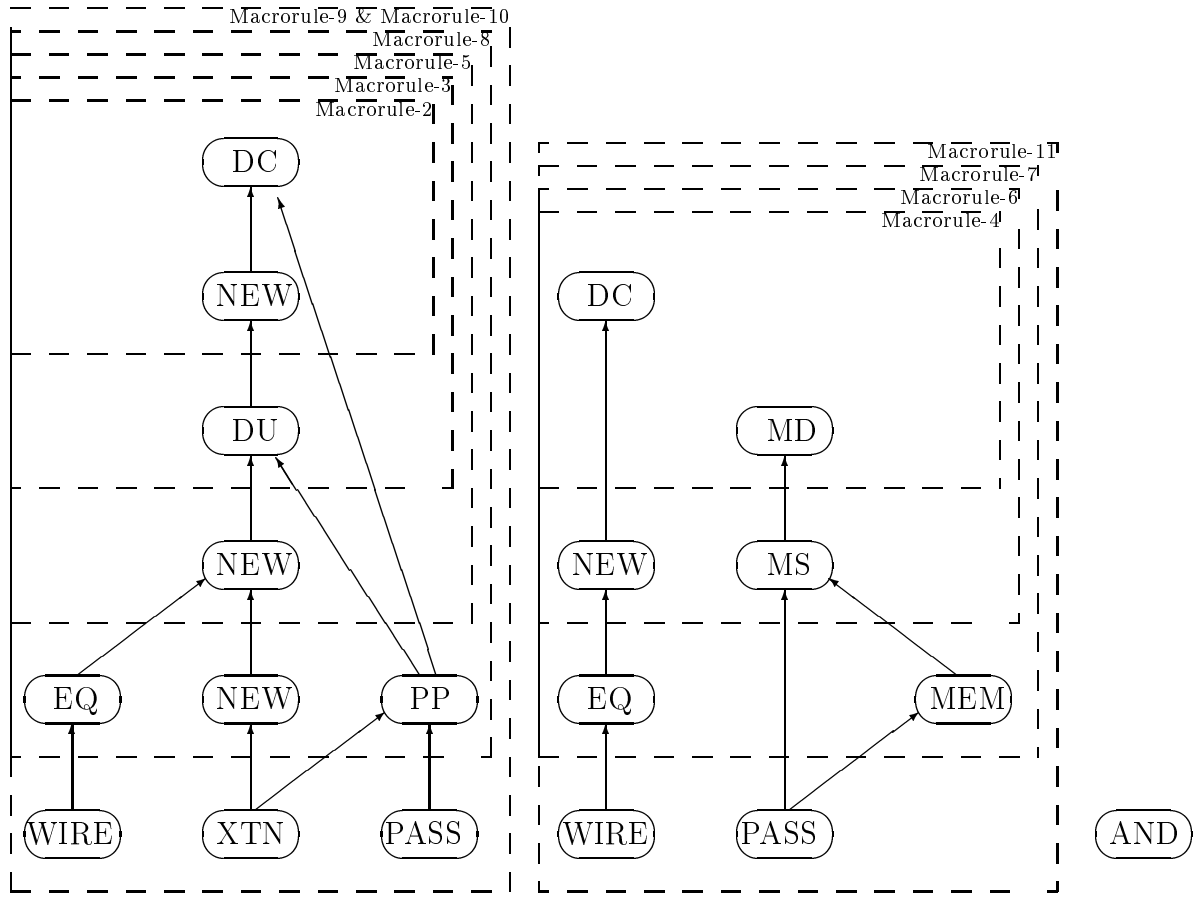 Macrorule-9 & Macrorule-10
Macrorule-8
Macrorule-5
Macrorule-3
Macrorule-2
DC
NEW
DU
NEW
EQ NEW PP
WIRE XTN PASS
Macrorule-11
Macrorule-7
Macrorule-6
Macrorule-4
DC
MD
NEW MS
EQ MEM
WIRE PASS
AND